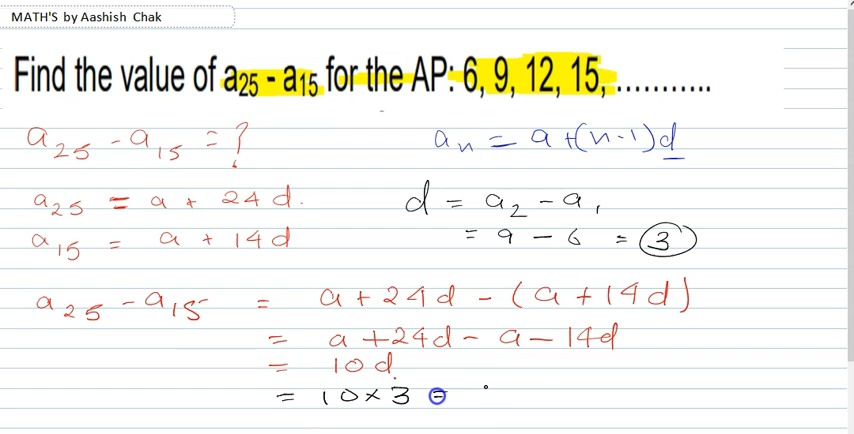 MATH'S by Aashish Chak
Find the value of a25 - a15 for the AP: 6, 9, 12, 15, ...........
a25 - a15 = ?
an = a + (n-1)d
a25 = a + 24d.
d = a2 - a1
a15 = a + 14d
= 9 - 6 = 3
a25 - a15 = a + 24d - (a + 14d)
= a + 24d - a - 14d
= 10d.
= 10 × 3 =